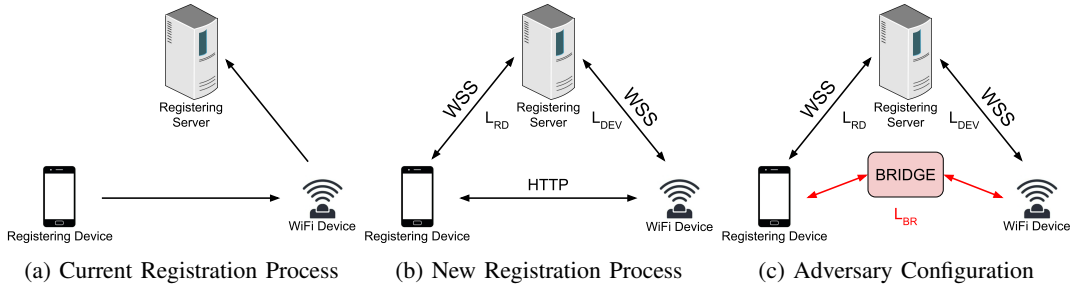 Registering
Server
Registering Device
WiFi Device
(a) Current Registration Process
WSS
WSS
L_RD
L_DEV
Registering
Server
HTTP
Registering Device
WiFi Device
(b) New Registration Process
WSS
WSS
L_RD
L_DEV
Registering
Server
BRIDGE
L_BR
Registering Device
WiFi Device
(c) Adversary Configuration